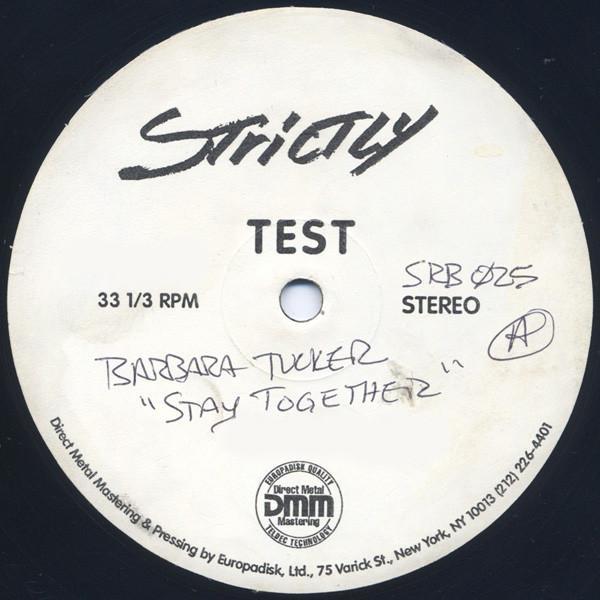 Strictly
TEST
SRB Ø25
33 1/3 RPM
STEREO
A
BARBARA TUCKER
"STAY TOGETHER"
EUROPADISK QUALITY
Direct Metal
DMM
Mastering
TELDEC TECHNOLOGY
Direct Metal Mastering & Pressing by Europadisk, Ltd., 75 Varick St., New York, NY 10013 (212) 226-4401